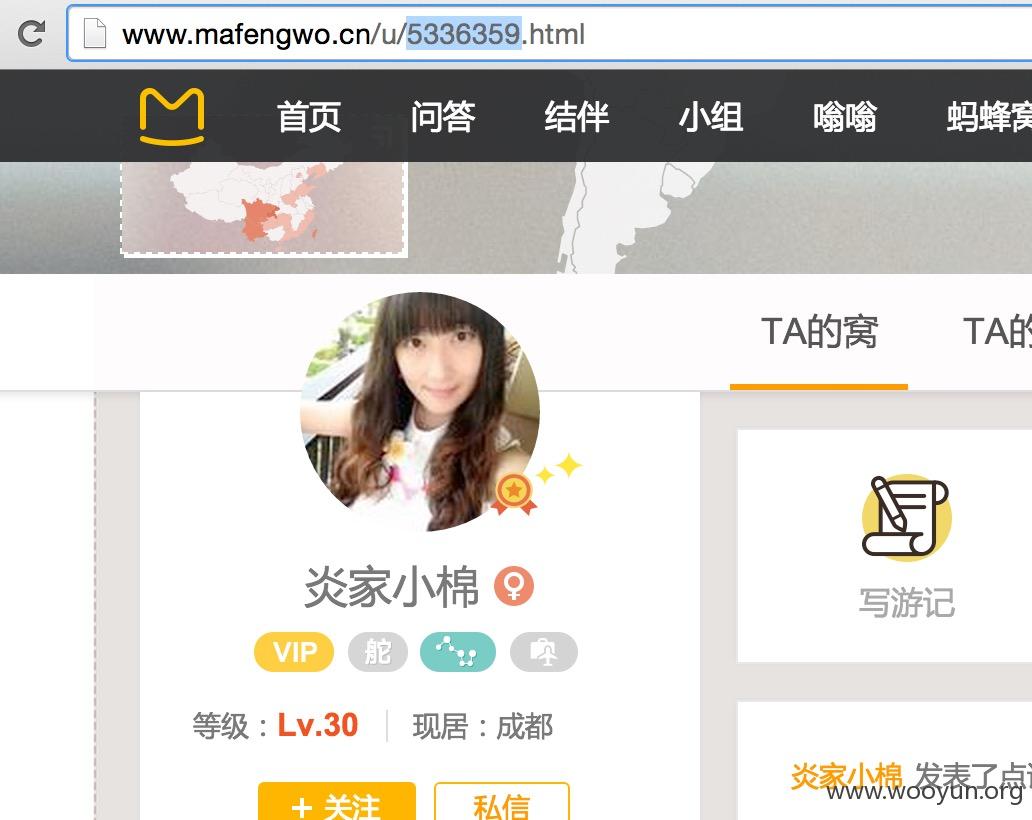 www.mafengwo.cn/u/5336359.html
首页 问答 结伴 小组 嗡嗡 蚂蜂窝
TA的窝 TA的
炎家小棉
VIP 舵
等级：Lv.30 现居：成都
+ 关注 私信
写游记
炎家小棉 发表了点评
www.wooyun.org